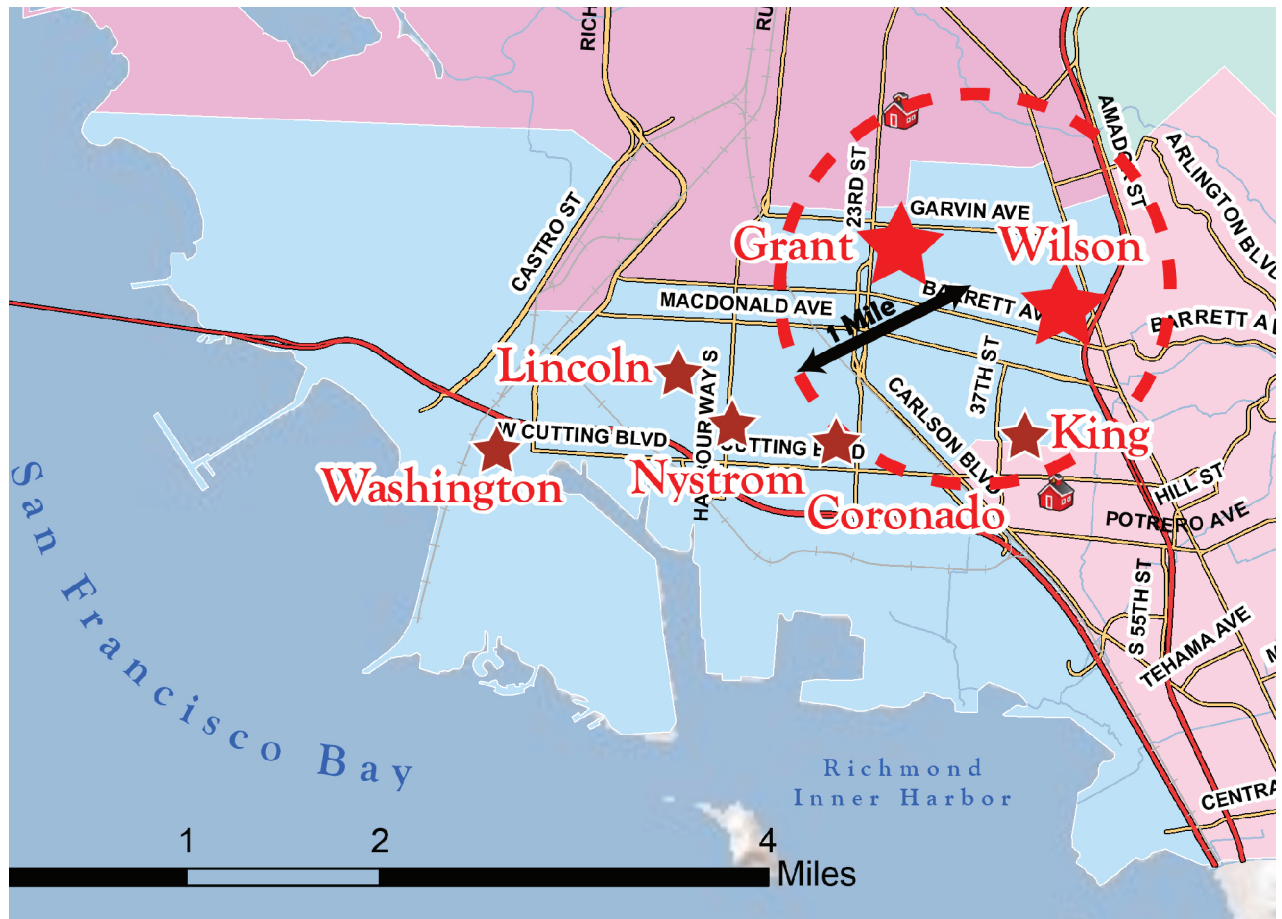 RICH
RU
AMADOR ST
ARLINGTON BLVD
23RD ST
GARVIN AVE
CASTRO ST
Grant
Wilson
MACDONALD AVE
BARRETT AVE
BARRETT A
1 Mile
37TH ST
Lincoln
HARBOUR WAY S
CARLSON BLVD
W CUTTING BLVD
CUTTING BLVD
King
Washington
Nystrom
Coronado
HILL ST
POTRERO AVE
S 55TH ST
TEHAMA AVE
M
San Francisco Bay
Richmond
Inner Harbor
CENTRA
1 2 4
Miles